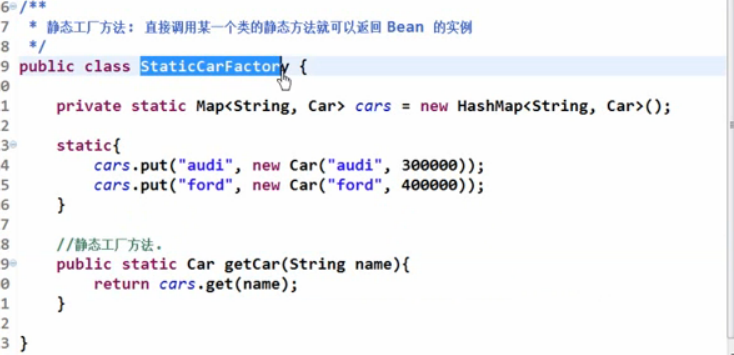 6 /**
7 * 静态工厂方法: 直接调用某一个类的静态方法就可以返回 Bean 的实例
8 */
9 public class StaticCarFactory {
0
1 private static Map<String, Car> cars = new HashMap<String, Car>();
2
3 static{
4 cars.put("audi", new Car("audi", 300000));
5 cars.put("ford", new Car("ford", 400000));
6 }
7
8 //静态工厂方法.
9 public static Car getCar(String name){
0 return cars.get(name);
1 }
2
3 }